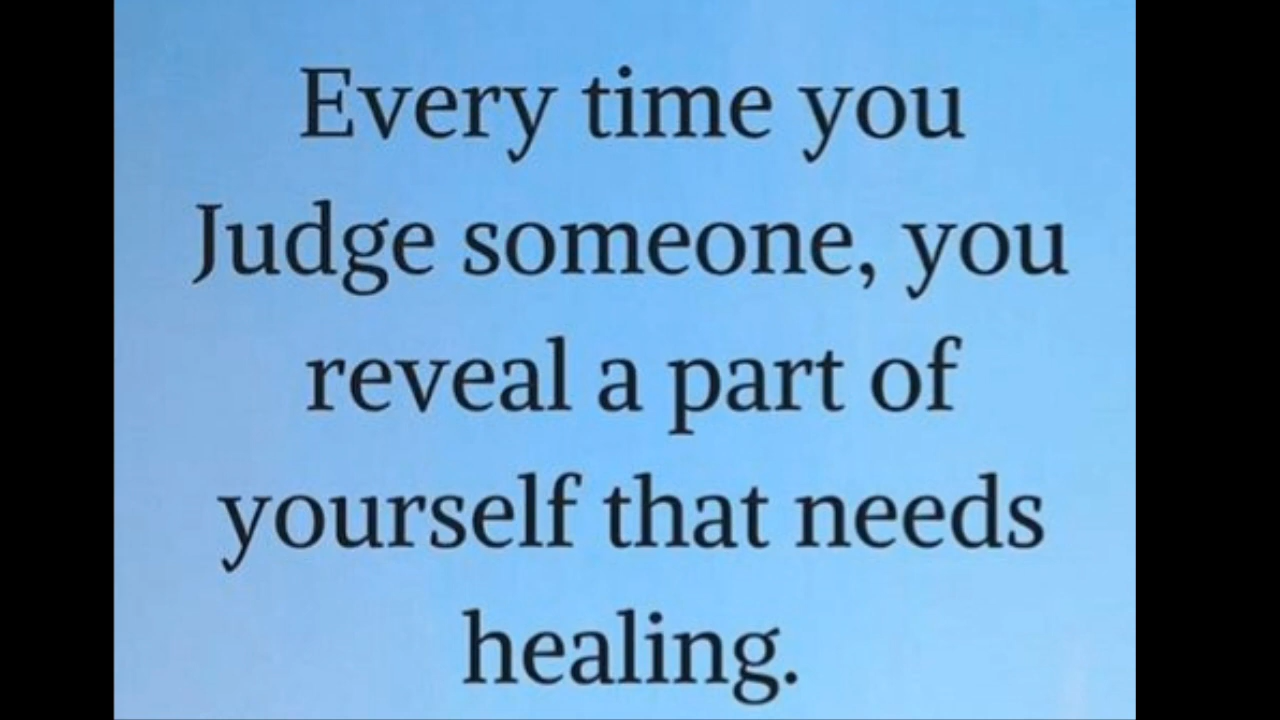 Every time you
Judge someone, you
reveal a part of
yourself that needs
healing.